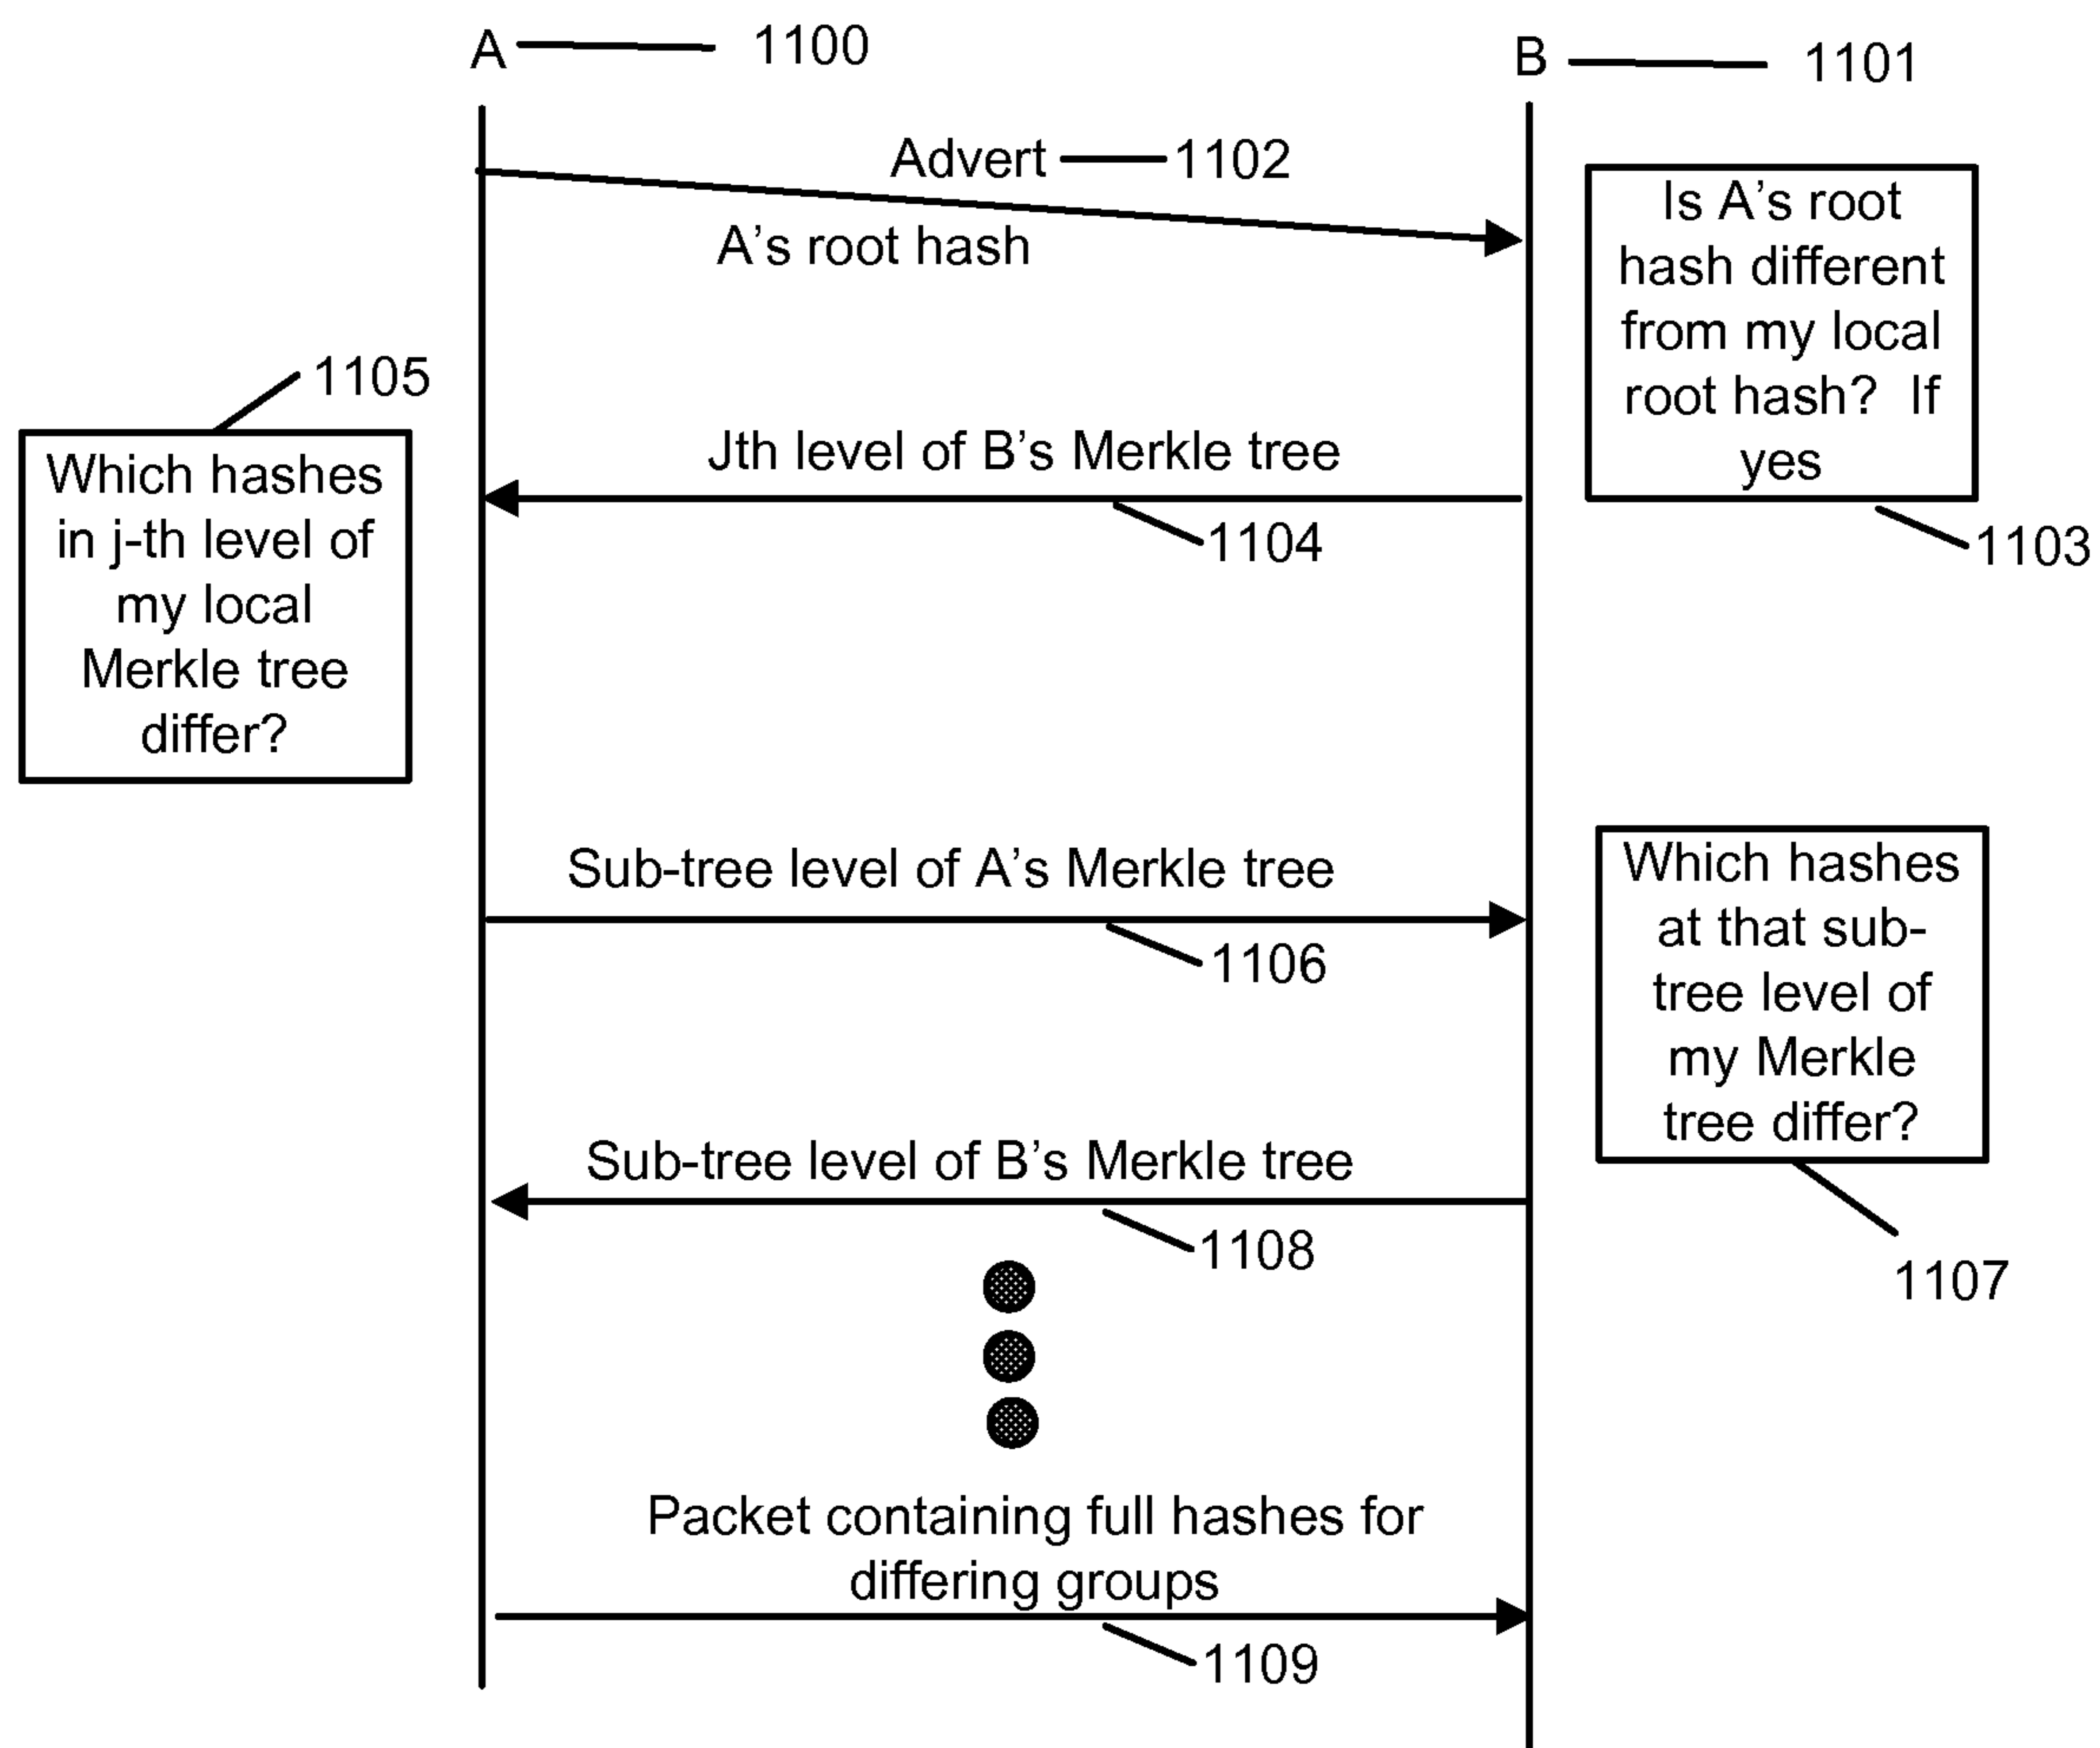 A 1100
B 1101
Advert 1102
A's root hash
Is A's root
hash different
from my local
root hash?  If
yes
1103
Jth level of B's Merkle tree
1104
1105
Which hashes
in j-th level of
my local
Merkle tree
differ?
Sub-tree level of A's Merkle tree
1106
Which hashes
at that sub-
tree level of
my Merkle
tree differ?
1107
Sub-tree level of B's Merkle tree
1108
Packet containing full hashes for
differing groups
1109